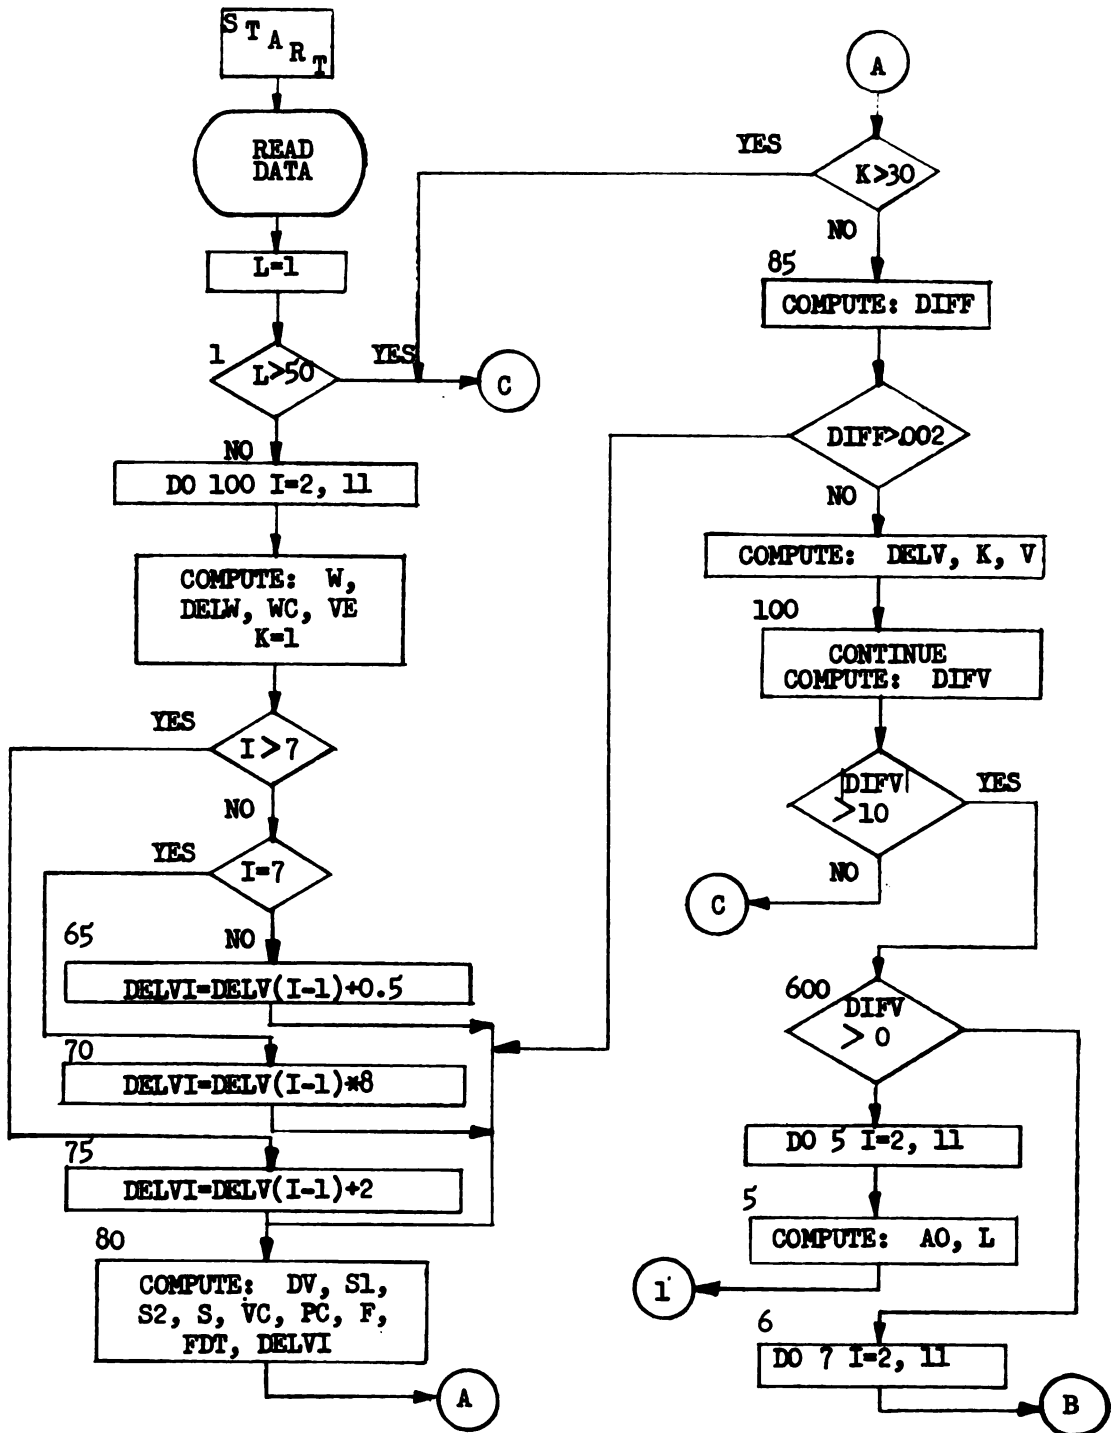 START
READ
DATA
L=1
1
L>50
YES
C
NO
DO 100 I=2, 11
COMPUTE: W,
DELW, WC, VE
K=1
YES
I>7
NO
YES
I=7
NO
65
DELVI=DELV(I-1)+0.5
70
DELVI=DELV(I-1)*8
75
DELVI=DELV(I-1)+2
80
COMPUTE: DV, S1,
S2, S, VC, PC, F,
FDT, DELVI
A
A
YES
K>30
NO
85
COMPUTE: DIFF
DIFF>.002
NO
COMPUTE: DELV, K, V
100
CONTINUE
COMPUTE: DIFV
|DIFV|
>10
YES
NO
C
600
DIFV
>0
DO 5 I=2, 11
5
COMPUTE: AO, L
1
6
DO 7 I=2, 11
B